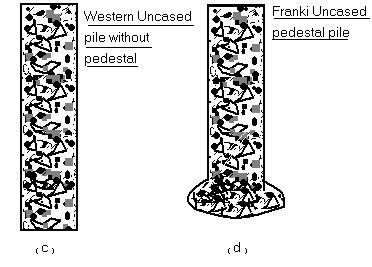 Western Uncased
pile without
pedestal
Franki Uncased
pedestal pile
(c)
(d)